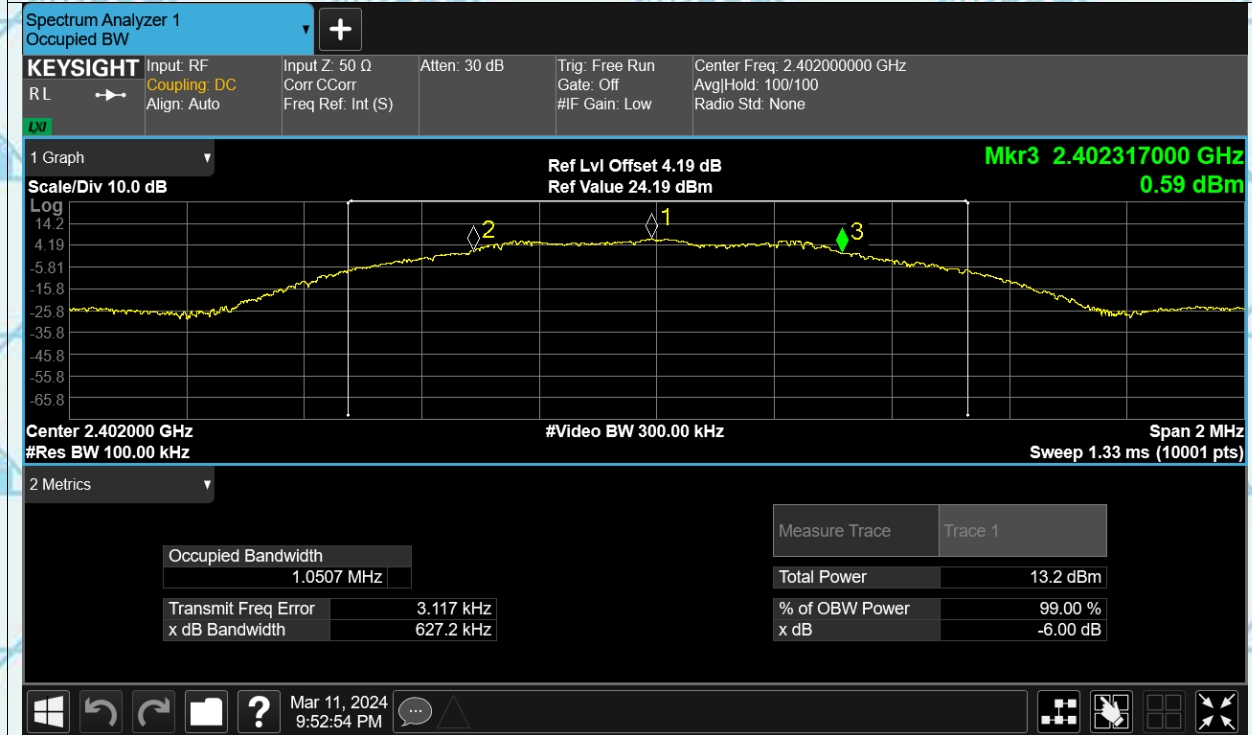 Spectrum Analyzer 1
Occupied BW
KEYSIGHT
R L
LXI
Input: RF
Coupling: DC
Align: Auto
Input Z: 50 Ω
Corr CCorr
Freq Ref: Int (S)
Atten: 30 dB
Trig: Free Run
Gate: Off
#IF Gain: Low
Center Freq: 2.402000000 GHz
Avg|Hold: 100/100
Radio Std: None
1 Graph
Scale/Div 10.0 dB
Ref Lvl Offset 4.19 dB
Ref Value 24.19 dBm
Mkr3 2.402317000 GHz
0.59 dBm
Log
14.2
4.19
-5.81
-15.8
-25.8
-35.8
-45.8
-55.8
-65.8
2
1
3
Center 2.402000 GHz
#Video BW 300.00 kHz
Span 2 MHz
#Res BW 100.00 kHz
Sweep 1.33 ms (10001 pts)
2 Metrics
Occupied Bandwidth
1.0507 MHz
Transmit Freq Error 3.117 kHz
x dB Bandwidth 627.2 kHz
Measure Trace Trace 1
Total Power 13.2 dBm
% of OBW Power 99.00 %
x dB -6.00 dB
?
Mar 11, 2024
9:52:54 PM